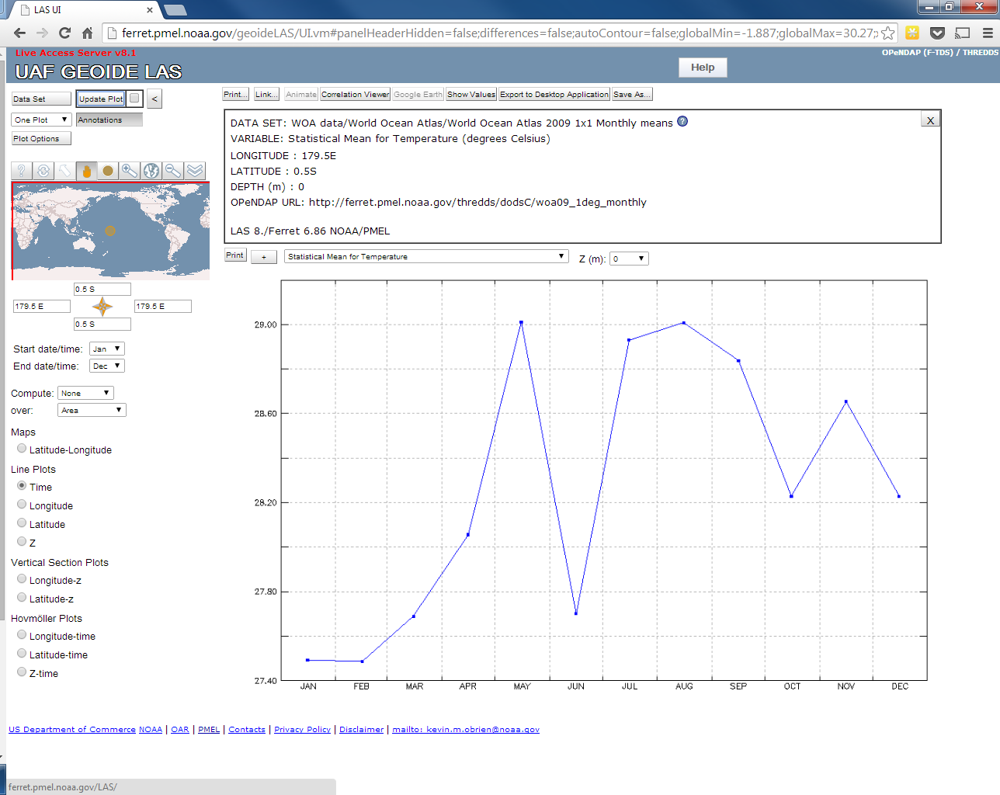 LAS UI
ferret.pmel.noaa.gov/geoideLAS/UI.vm#panelHeaderHidden=false;differences=false;autoContour=false;globalMin=-1.887;globalMax=30.27;
Live Access Server v8.1
OPeNDAP (F-TDS) / THREDDS
UAF GEOIDE LAS
Help
Data Set
Update Plot
<
Print...
Link...
Animate
Correlation Viewer
Google Earth
Show Values
Export to Desktop Application
Save As...
One Plot
Annotations
Plot Options
DATA SET: WOA data/World Ocean Atlas/World Ocean Atlas 2009 1x1 Monthly means ?
X
VARIABLE: Statistical Mean for Temperature (degrees Celsius)
LONGITUDE : 179.5E
LATITUDE : 0.5S
DEPTH (m) : 0
OPeNDAP URL: http://ferret.pmel.noaa.gov/thredds/dodsC/woa09_1deg_monthly
LAS 8./Ferret 6.86 NOAA/PMEL
Print
+
Statistical Mean for Temperature
Z (m): 0
0.5 S
179.5 E
179.5 E
0.5 S
Start date/time: Jan
End date/time: Dec
Compute: None
over: Area
Maps
Latitude-Longitude
Line Plots
Time
Longitude
Latitude
Z
Vertical Section Plots
Longitude-z
Latitude-z
Hovmöller Plots
Longitude-time
Latitude-time
Z-time
29.00
28.60
28.20
27.80
27.40
JAN FEB MAR APR MAY JUN JUL AUG SEP OCT NOV DEC
US Department of Commerce NOAA | OAR | PMEL | Contacts | Privacy Policy | Disclaimer | mailto: kevin.m.obrien@noaa.gov
ferret.pmel.noaa.gov/LAS/